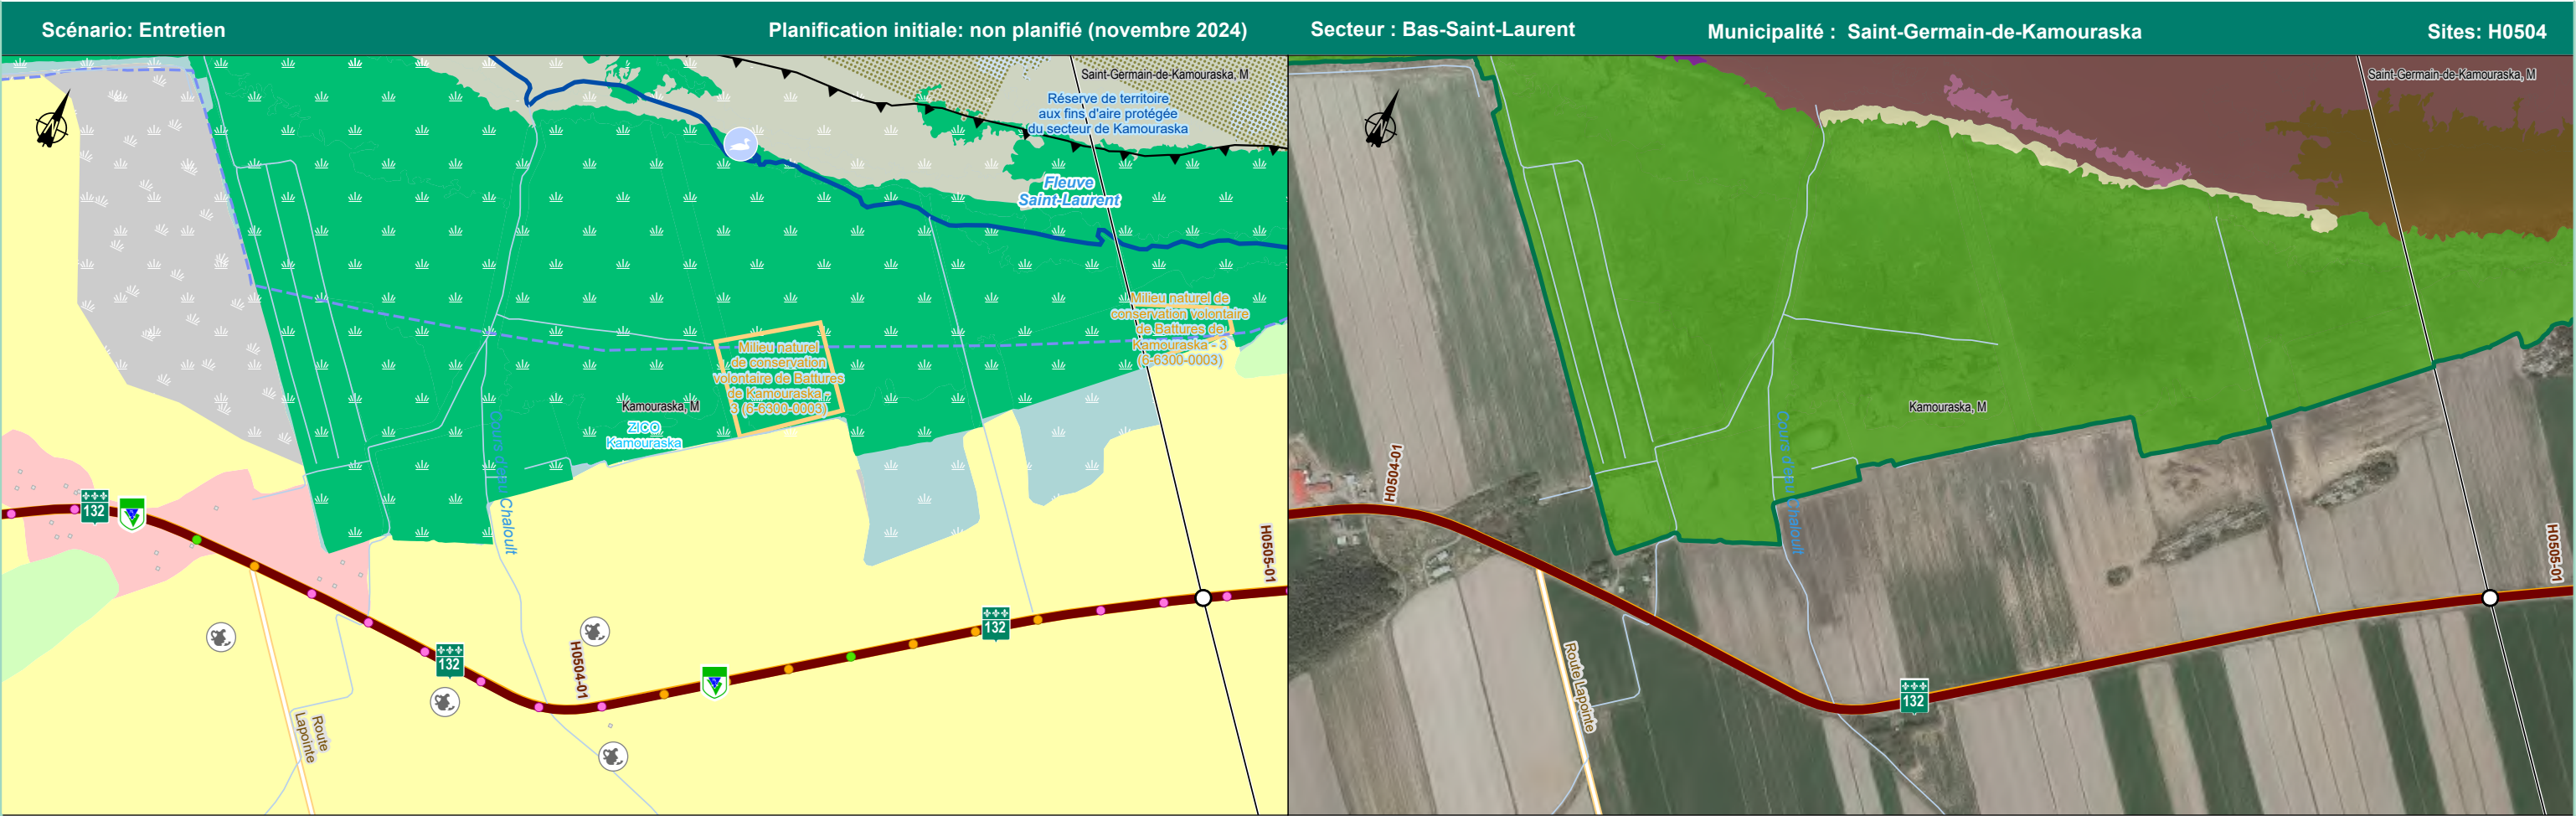 Scénario: Entretien
Planification initiale: non planifié (novembre 2024)
Secteur : Bas-Saint-Laurent
Municipalité :  Saint-Germain-de-Kamouraska
Sites: H0504
Saint-Germain-de-Kamouraska, M
Réserve de territoire
aux fins d'aire protégée
du secteur de Kamouraska
Fleuve
Saint-Laurent
Milieu naturel de
conservation volontaire
de Battures de
Kamouraska - 3
(6-6300-0003)
Milieu naturel
de conservation
volontaire de Battures
de Kamouraska -
3 (6-6300-0003)
Kamouraska, M
ZICO
Kamouraska
Cours d'eau Chaloult
132
132
132
H0504-01
H0505-01
Route
Lapointe
Saint-Germain-de-Kamouraska, M
Kamouraska, M
Cours d'eau Chaloult
H0504-01
H0505-01
Route Lapointe
132